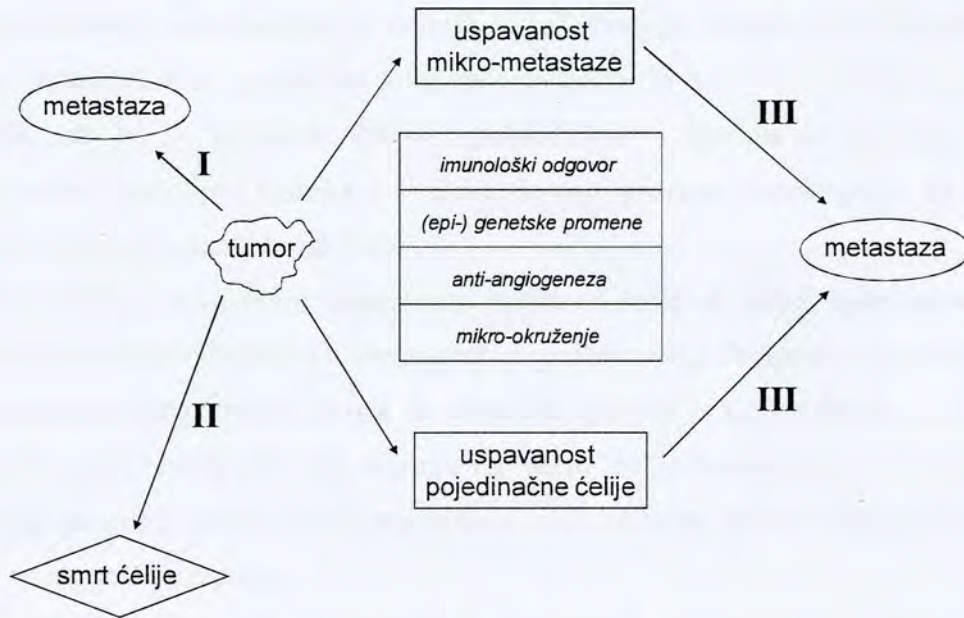 uspavanost
mikro-metastaze
metastaza
III
I
imunološki odgovor
(epi-) genetske promene
tumor
metastaza
anti-angiogeneza
mikro-okruženje
II
III
uspavanost
pojedinačne ćelije
smrt ćelije